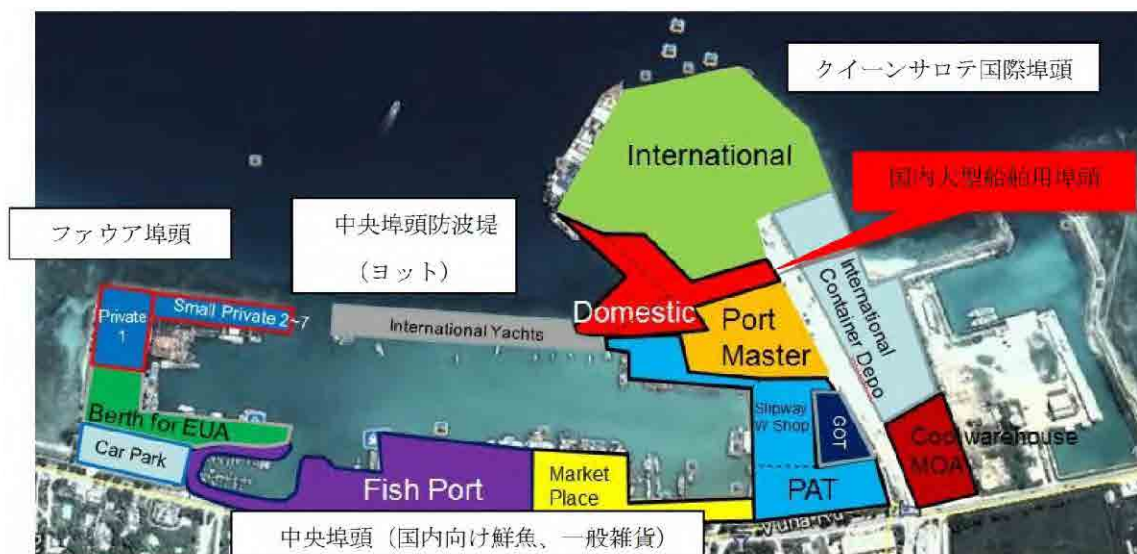 クイーンサロテ国際埠頭
International
国内大型船舶用埠頭
中央埠頭防波堤
(ヨット)
ファウア埠頭
Private
1
Small Private 2~7
International Yachts
Domestic
Port
Master
International
Container Depo
Berth for EUA
Car Park
Slipway
W Shop
GOT
Coolwarehouse
MOA
Fish Port
Market
Place
PAT
中央埠頭(国内向け鮮魚、一般雑貨)